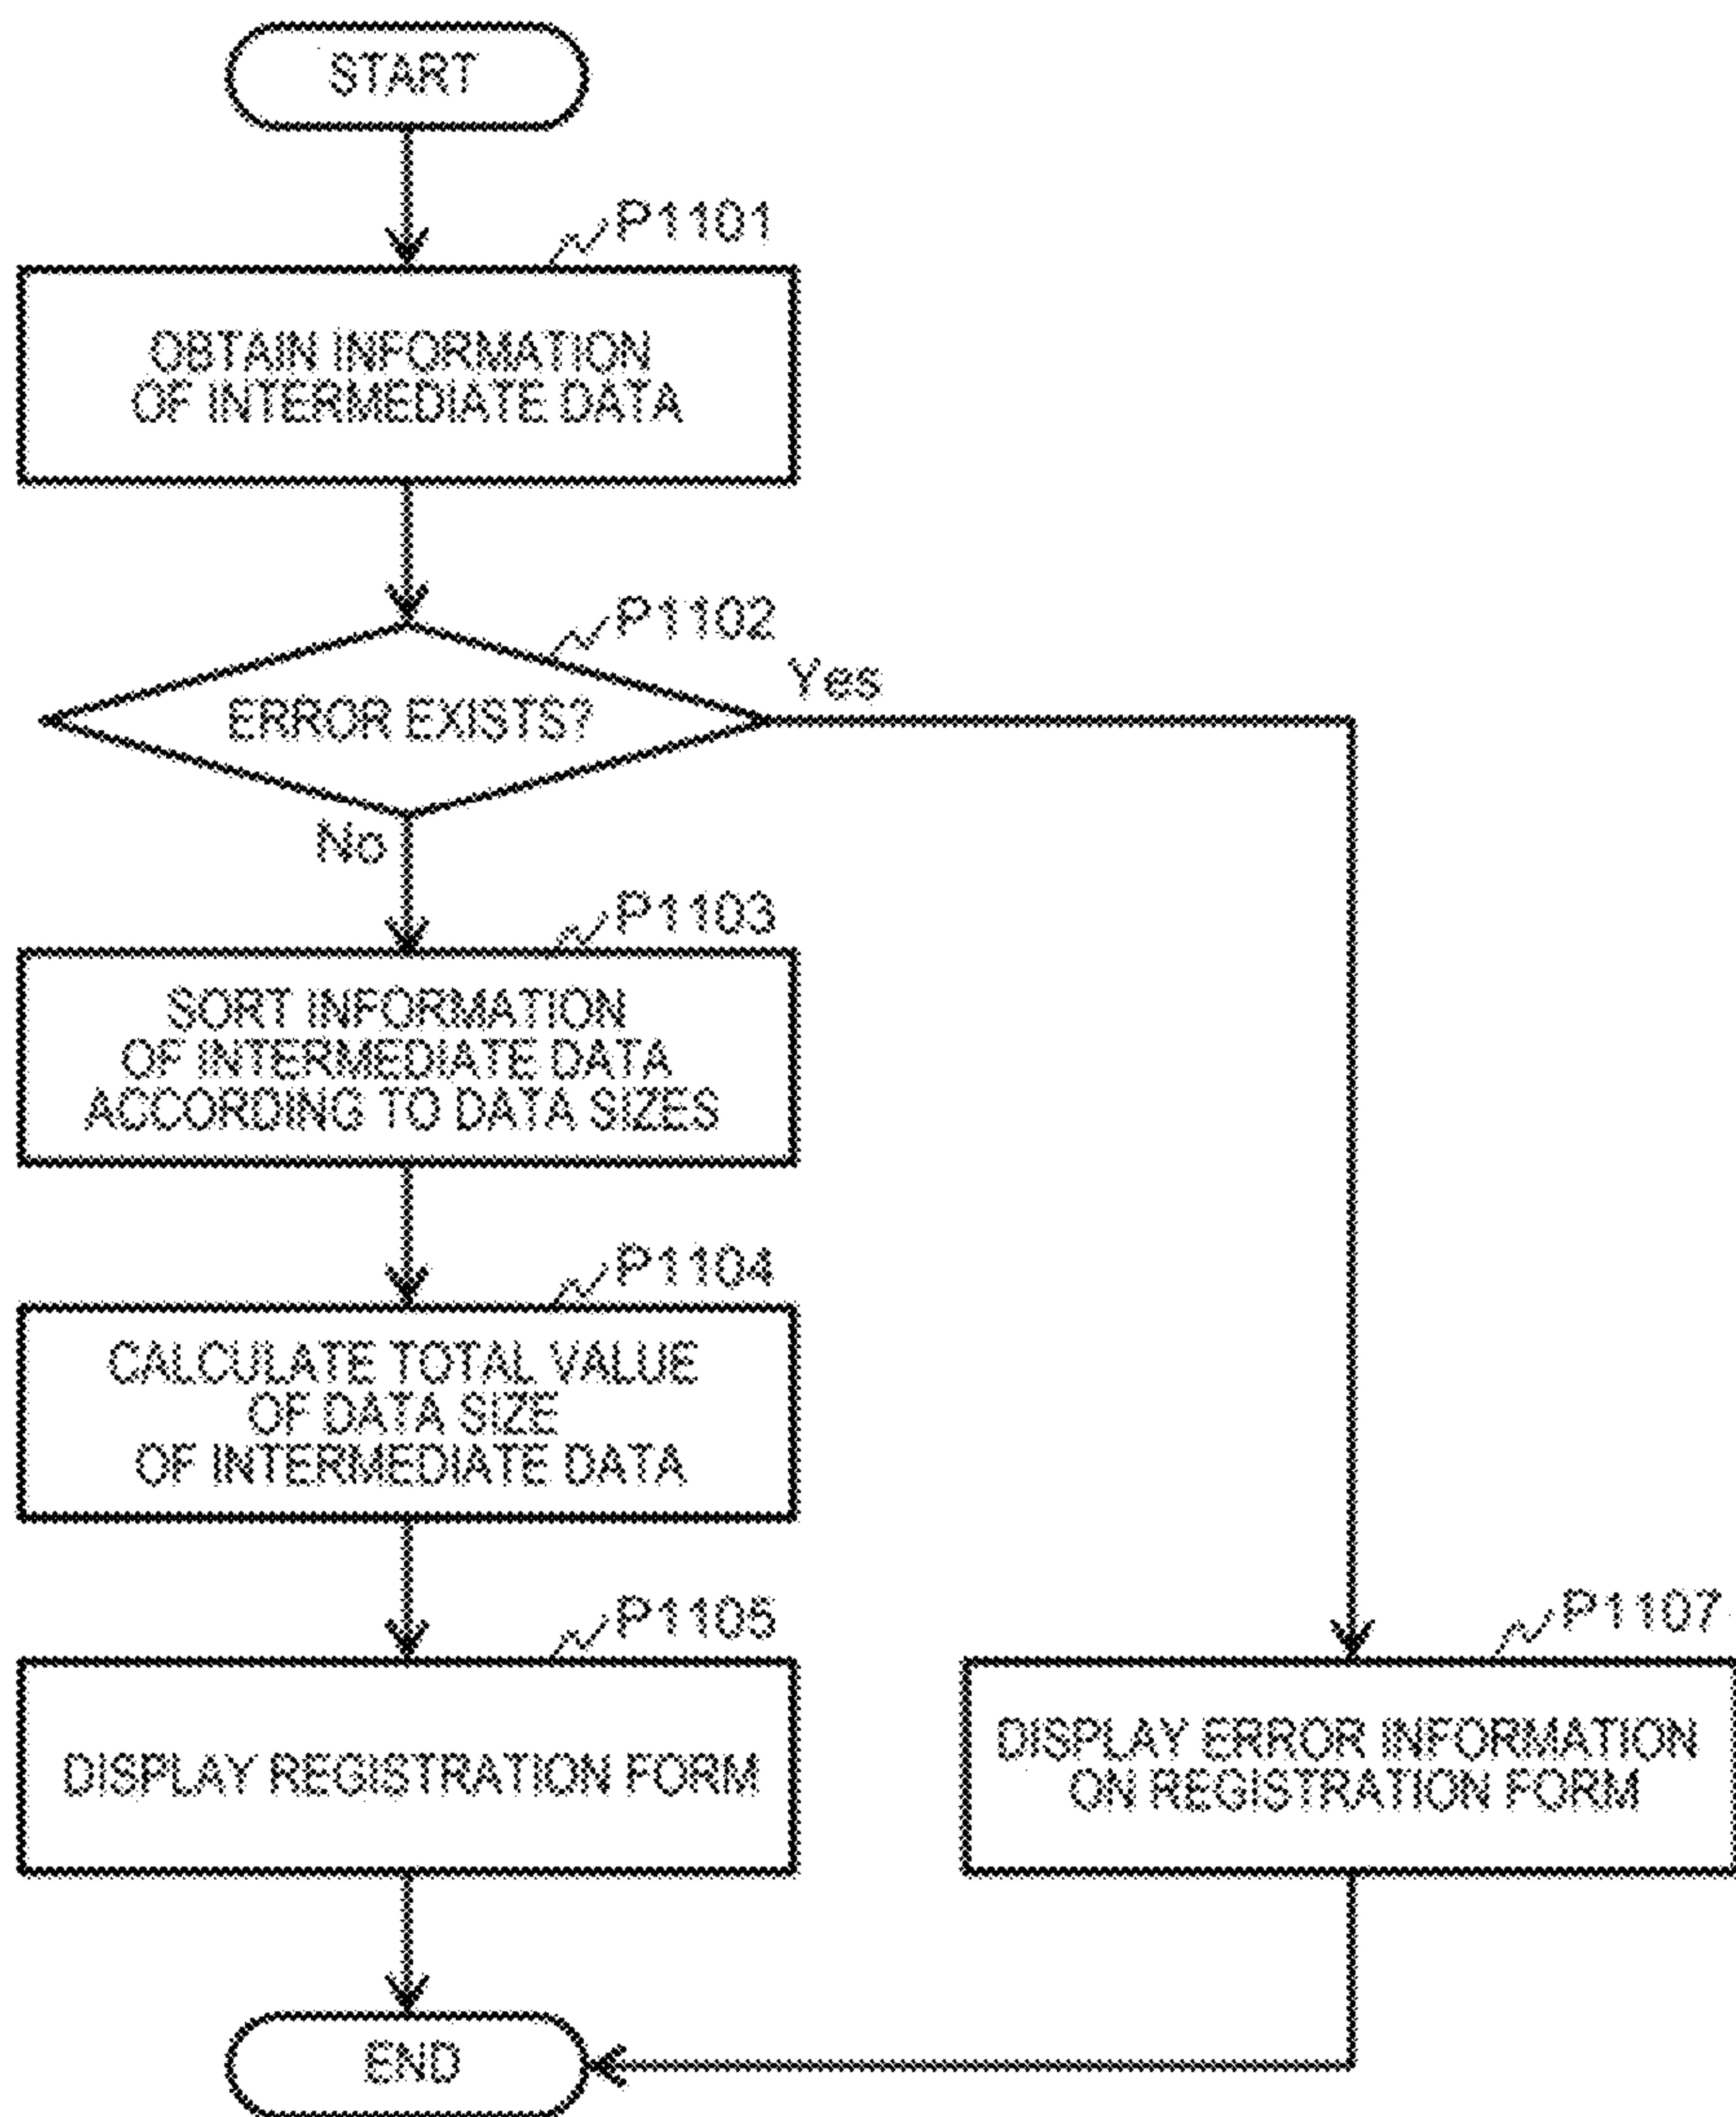 START
P1101
OBTAIN INFORMATION
OF INTERMEDIATE DATA
P1102
ERROR EXISTS?
Yes
No
P1103
SORT INFORMATION
OF INTERMEDIATE DATA
ACCORDING TO DATA SIZES
P1104
CALCULATE TOTAL VALUE
OF DATA SIZE
OF INTERMEDIATE DATA
P1105
DISPLAY REGISTRATION FORM
P1107
DISPLAY ERROR INFORMATION
ON REGISTRATION FORM
END